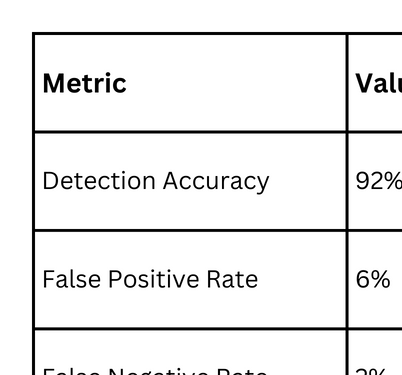 Metric
Detection Accuracy 92%
False Positive Rate 6%